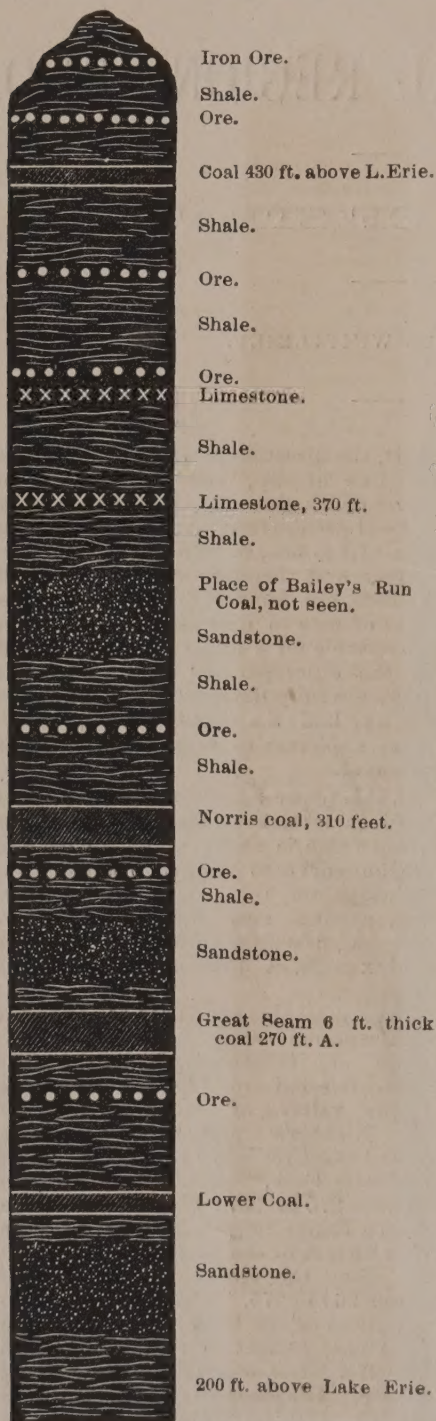 Iron Ore.
Shale.
Ore.
Coal 430 ft. above L. Erie.
Shale.
Ore.
Shale.
Ore.
Limestone.
Shale.
Limestone, 370 ft.
Shale.
Place of Bailey's Run
Coal, not seen.
Sandstone.
Shale.
Ore.
Shale.
Norris coal, 310 feet.
Ore.
Shale.
Sandstone.
Great Seam 6 ft. thick
coal 270 ft. A.
Ore.
Lower Coal.
Sandstone.
200 ft. above Lake Erie.